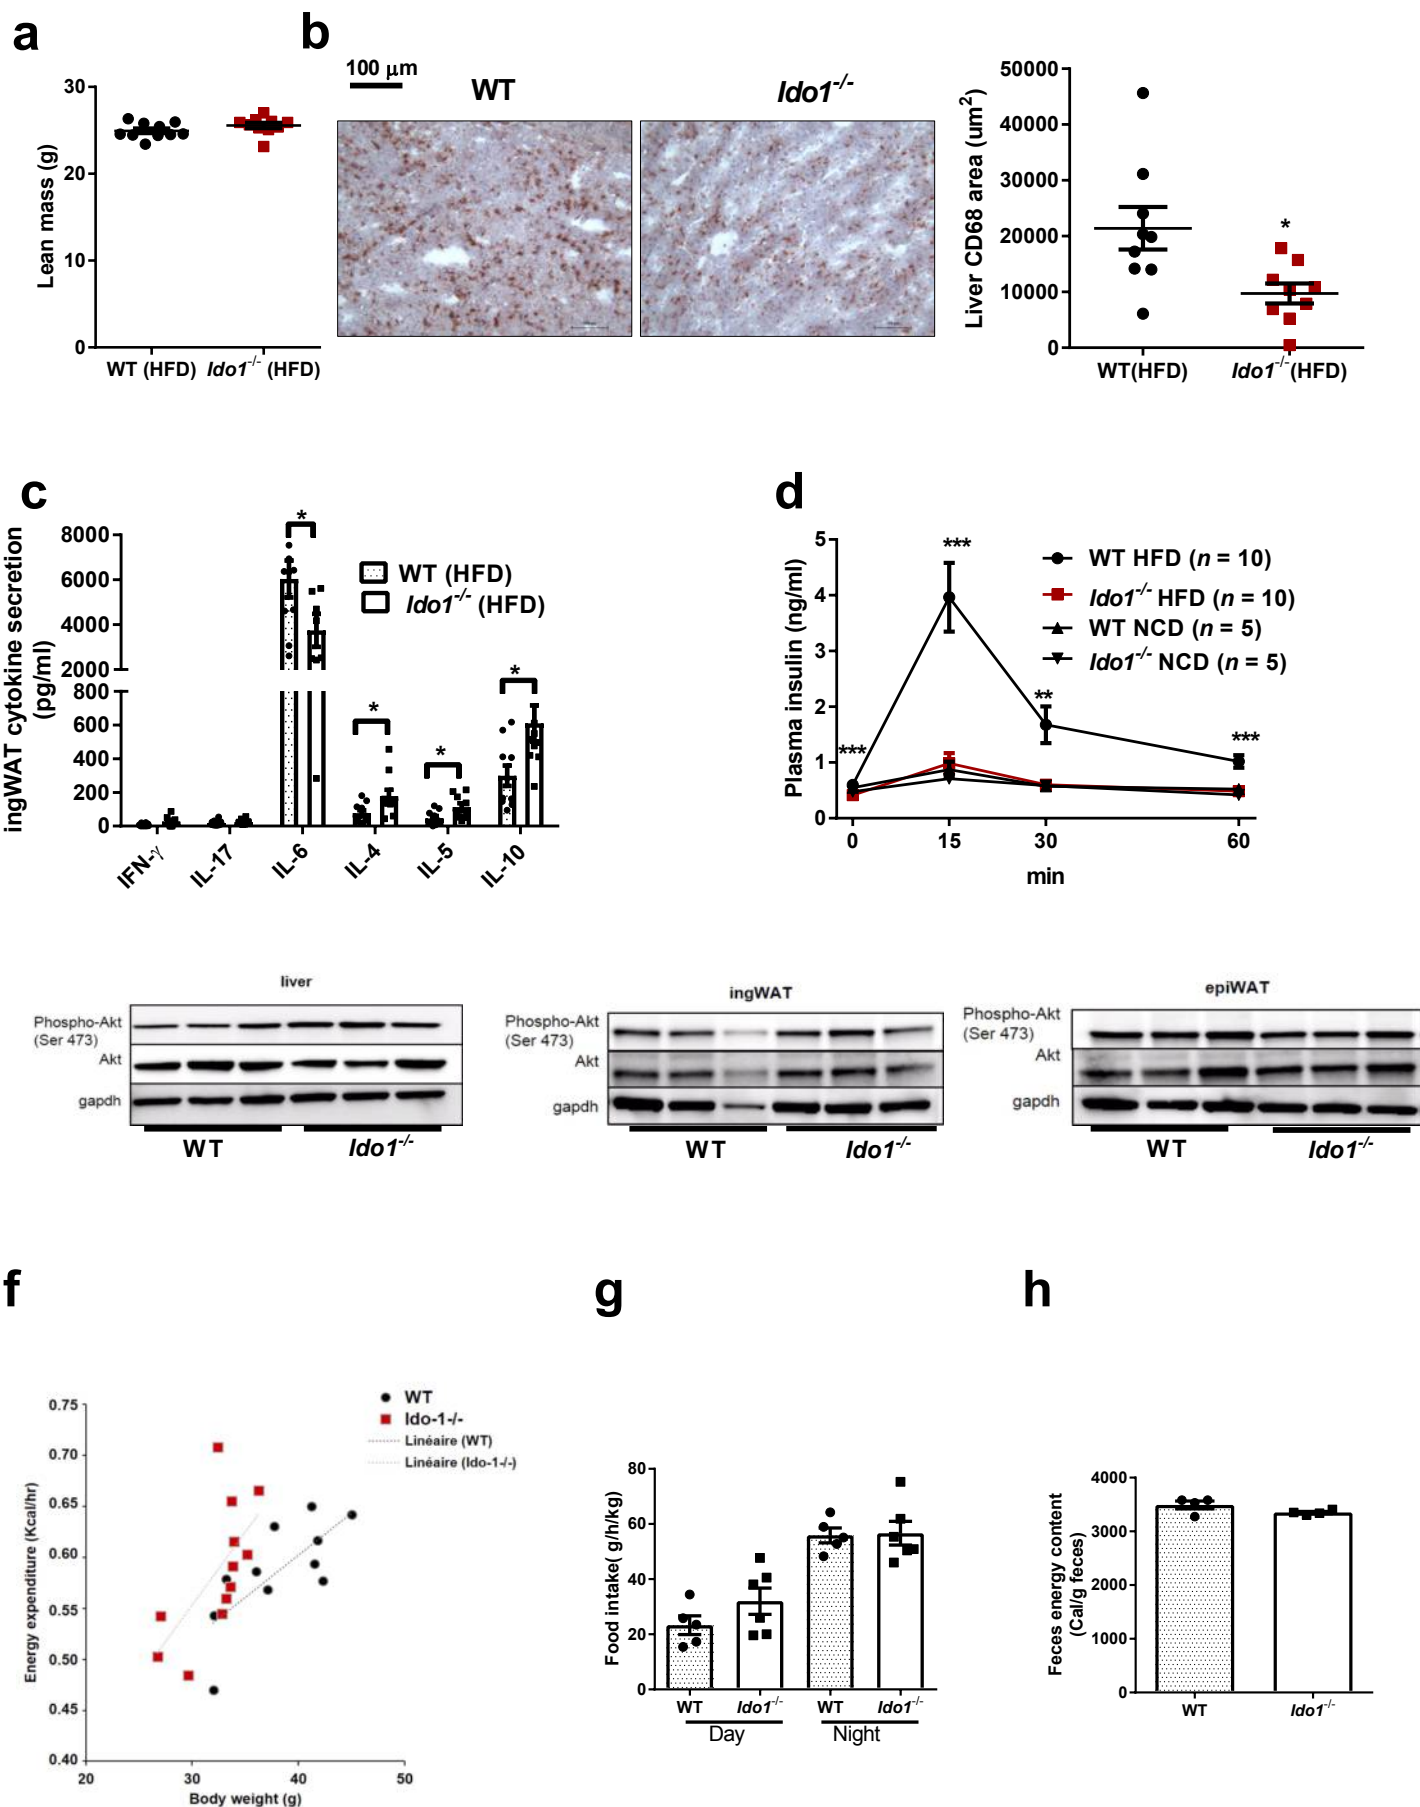 a
30
20
10
0
Lean mass (g)
WT (HFD)
Ido1-/- (HFD)
b
100 µm
WT
Ido1-/-
50000
40000
30000
20000
10000
0
Liver CD68 area (um2)
*
WT(HFD)
Ido1-/-(HFD)
c
ingWAT cytokine secretion
(pg/ml)
8000
6000
4000
2000
800
600
400
200
0
*
*
*
*
WT (HFD)
Ido1-/- (HFD)
IFN-γ
IL-17
IL-6
IL-4
IL-5
IL-10
d
Plasma insulin (ng/ml)
5
4
3
2
1
0
***
***
**
***
WT HFD (n = 10)
Ido1-/- HFD (n = 10)
WT NCD (n = 5)
Ido1-/- NCD (n = 5)
0
15
30
60
min
liver
Phospho-Akt
(Ser 473)
Akt
gapdh
WT
Ido1-/-
ingWAT
Phospho-Akt
(Ser 473)
Akt
gapdh
WT
Ido1-/-
epiWAT
Phospho-Akt
(Ser 473)
Akt
gapdh
WT
Ido1-/-
f
WT
Ido-1-/-
Linéaire (WT)
Linéaire (Ido-1-/-)
Energy expenditure (Kcal/hr)
0.75
0.70
0.65
0.60
0.55
0.50
0.45
0.40
20
30
40
50
Body weight (g)
g
Food intake( g/h/kg)
80
60
40
20
0
WT
Ido1-/-
WT
Ido1-/-
Day
Night
h
Feces energy content
(Cal/g feces)
4000
3000
2000
1000
0
WT
Ido1-/-